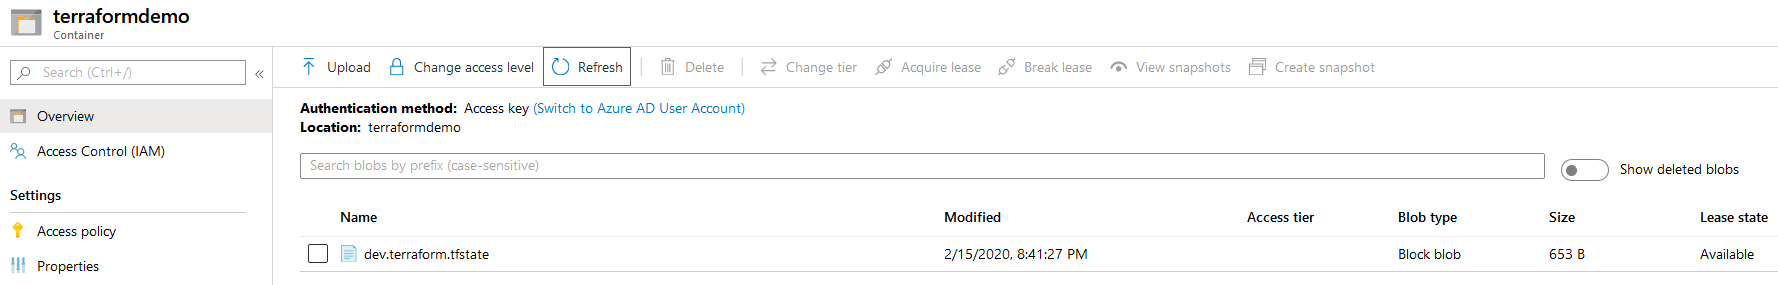 terraformdemo
Container
Search (Ctrl+/)
«
Overview
Access Control (IAM)
Settings
Access policy
Properties
Upload Change access level Refresh Delete Change tier Acquire lease Break lease View snapshots Create snapshot
Authentication method: Access key (Switch to Azure AD User Account)
Location: terraformdemo
Search blobs by prefix (case-sensitive) Show deleted blobs
Name Modified Access tier Blob type Size Lease state
dev.terraform.tfstate 2/15/2020, 8:41:27 PM Block blob 653 B Available